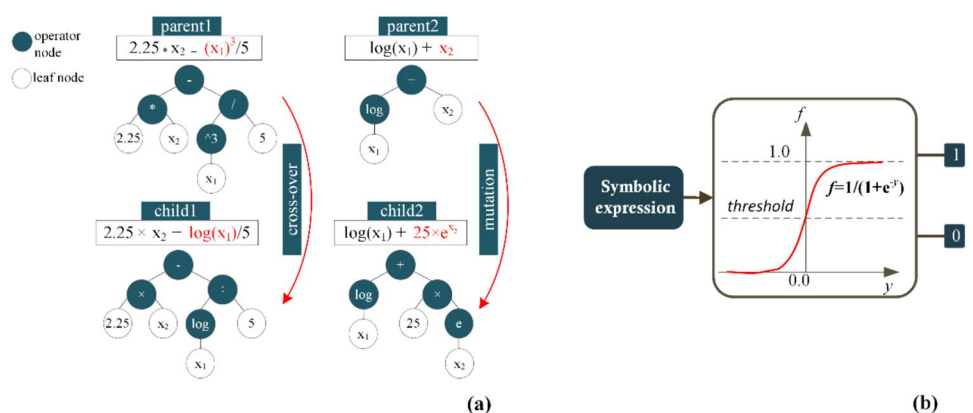 parent1
parent2
operator node
leaf node
2.25 * x₂ – (x₁)³/5
log(x₁) + x₂
-
*
/
2.25
x₂
^3
5
x₁
–
log
x₂
x₁
cross-over
mutation
child1
child2
2.25 × x₂ – log(x₁)/5
log(x₁) + 25×e^x₂
-
×
:
2.25
x₂
log
5
x₁
+
log
×
x₁
25
e
x₂
(a)
Symbolic expression
f
1.0
f=1/(1+e⁻ʸ)
threshold
0.0
y
1
0
(b)